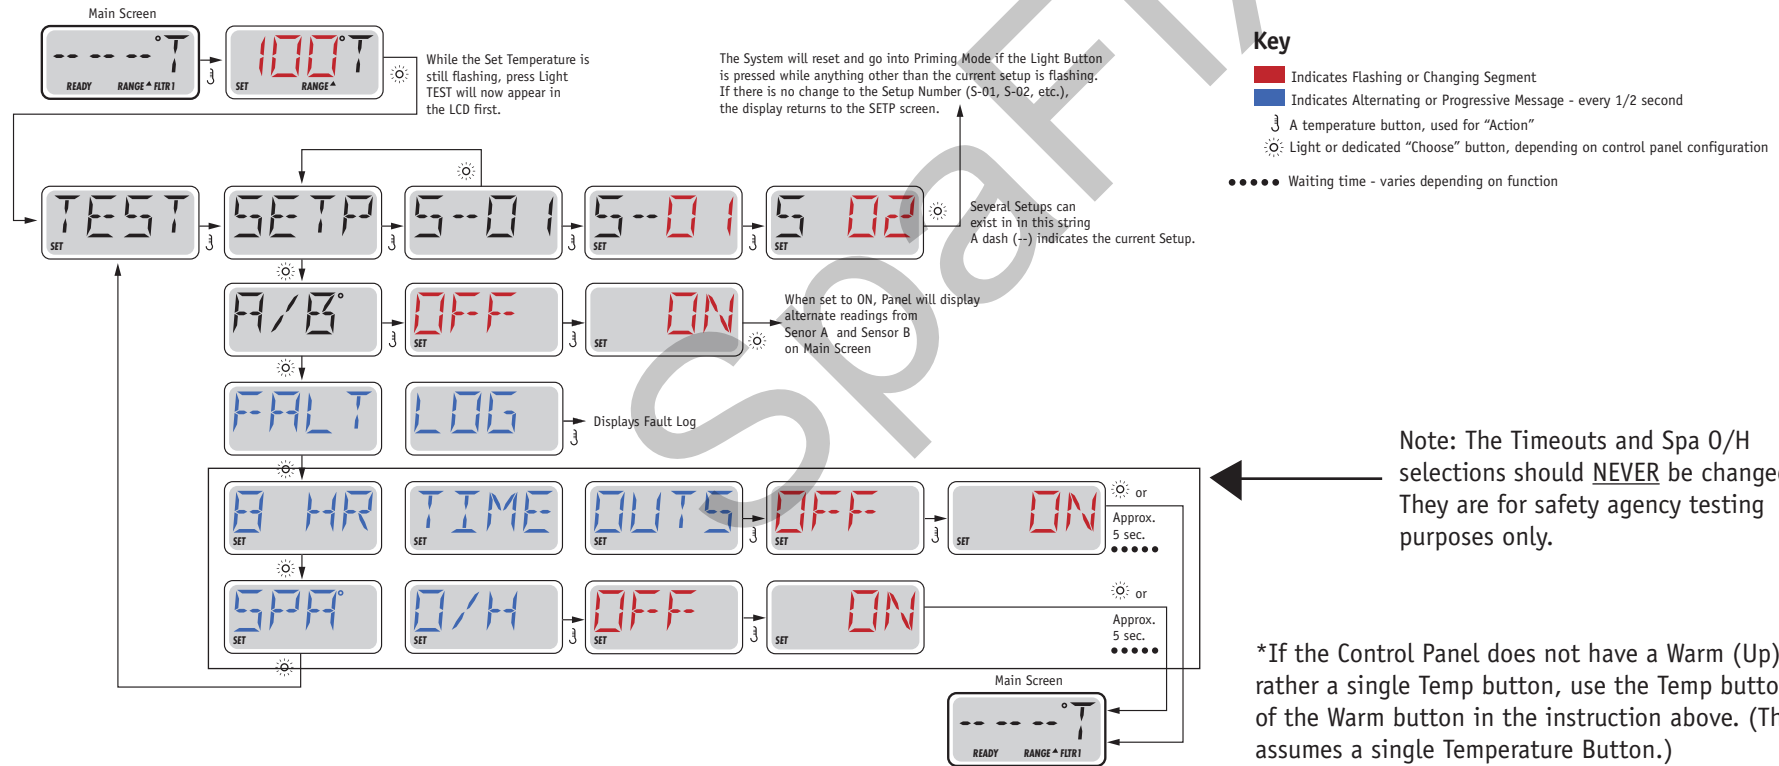 Main Screen
-- -- --°T
READY RANGE FLTR1
100°T
SET RANGE
While the Set Temperature is
still flashing, press Light
TEST will now appear in
the LCD first.
The System will reset and go into Priming Mode if the Light Button
is pressed while anything other than the current setup is flashing.
If there is no change to the Setup Number (S-01, S-02, etc.),
the display returns to the SETP screen.
Key
Indicates Flashing or Changing Segment
Indicates Alternating or Progressive Message - every 1/2 second
A temperature button, used for “Action”
Light or dedicated “Choose” button, depending on control panel configuration
Waiting time - varies depending on function
TEST
SET
SETP
S--01
S--01
SET
S 02
SET
Several Setups can
exist in in this string
A dash (--) indicates the current Setup.
A/B°
OFF
SET
ON
SET
When set to ON, Panel will display
alternate readings from
Senor A and Sensor B
on Main Screen
FALT
LOG
Displays Fault Log
8 HR
SET
TIME
SET
OUTS
SET
OFF
SET
ON
SET
or
Approx.
5 sec.
SPA°
SET
O/H
SET
OFF
SET
ON
SET
or
Approx.
5 sec.
Note: The Timeouts and Spa O/H
selections should NEVER be change
They are for safety agency testing
purposes only.
Main Screen
-- -- --°T
READY RANGE FLTR1
*If the Control Panel does not have a Warm (Up)
rather a single Temp button, use the Temp butto
of the Warm button in the instruction above. (Th
assumes a single Temperature Button.)